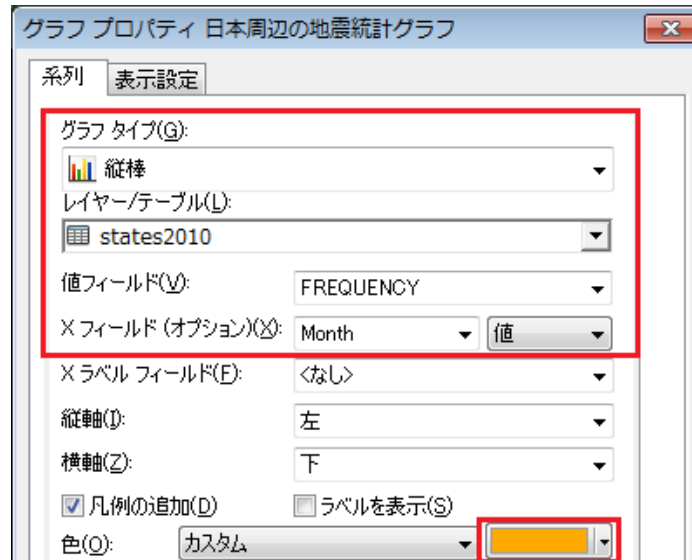 グラフ プロパティ 日本周辺の地震統計グラフ
系列 表示設定
グラフ タイプ(G):
縦棒
レイヤー/テーブル(L):
states2010
値フィールド(V): FREQUENCY
X フィールド (オプション)(X): Month 値
X ラベル フィールド(F): <なし>
縦軸(I): 左
横軸(Z): 下
凡例の追加(D) ラベルを表示(S)
色(O): カスタム